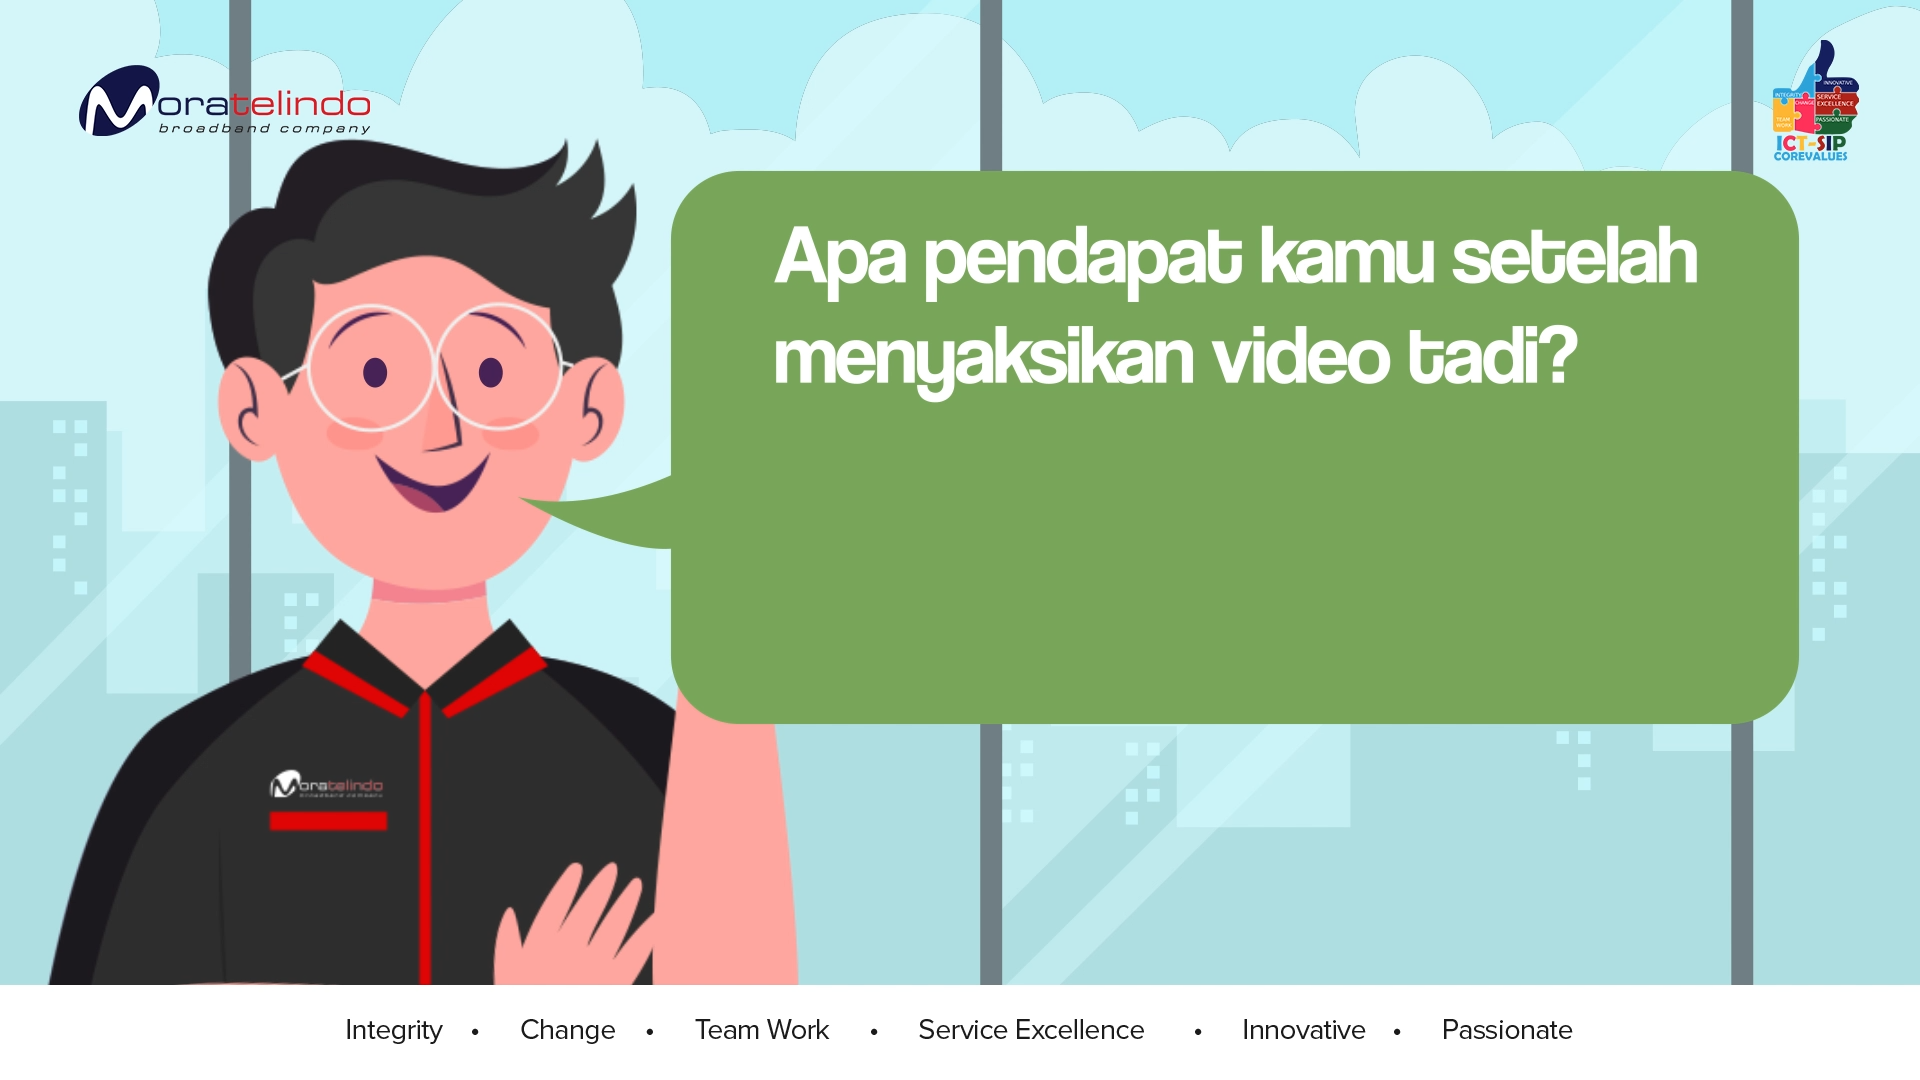 Moratelindo
broadband company
INNOVATIVE
INTEGRITY
CHANGE
SERVICE
EXCELLENCE
TEAM
WORK
PASSIONATE
ICT-SIP
COREVALUES
Apa pendapat kamu setelah
menyaksikan video tadi?
Moratelindo
broadband company
Integrity • Change • Team Work • Service Excellence • Innovative • Passionate